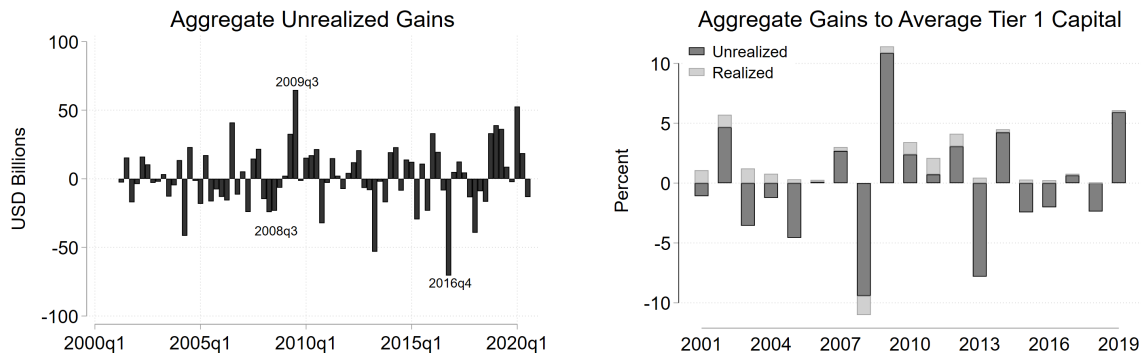 Aggregate Unrealized Gains
USD Billions
100
50
0
-50
-100
2009q3
2008q3
2016q4
2000q1 2005q1 2010q1 2015q1 2020q1
Aggregate Gains to Average Tier 1 Capital
Unrealized
Realized
Percent
10
5
0
-5
-10
2001 2004 2007 2010 2013 2016 2019